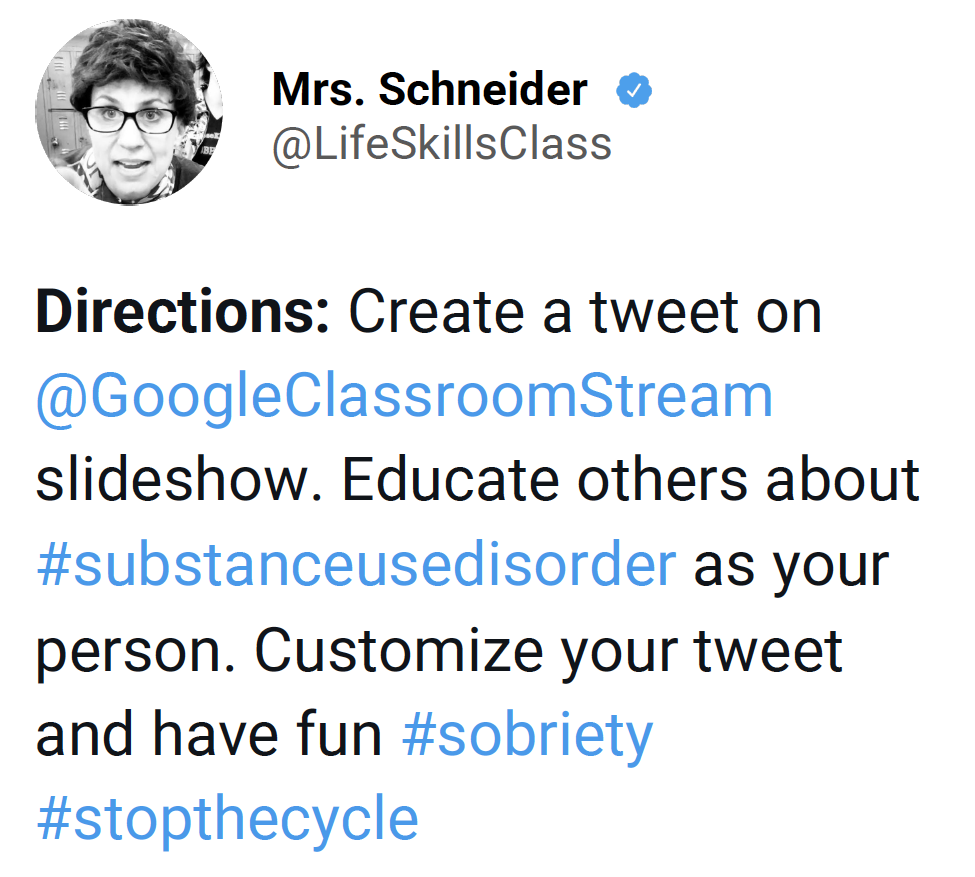 Mrs. Schneider
@LifeSkillsClass
Directions: Create a tweet on
@GoogleClassroomStream
slideshow. Educate others about
#substanceusedisorder as your
person. Customize your tweet
and have fun #sobriety
#stopthecycle